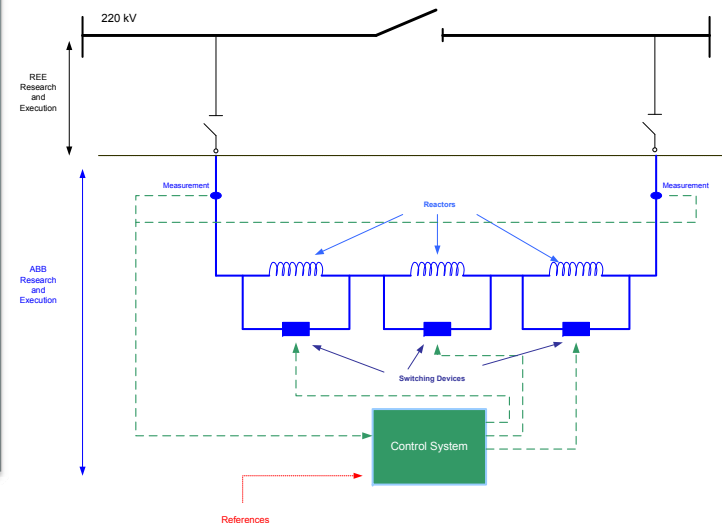 220 kV
REE
Research
and
Execution
Measurement
Measurement
Reactors
ABB
Research
and
Execution
Switching Devices
Control System
References